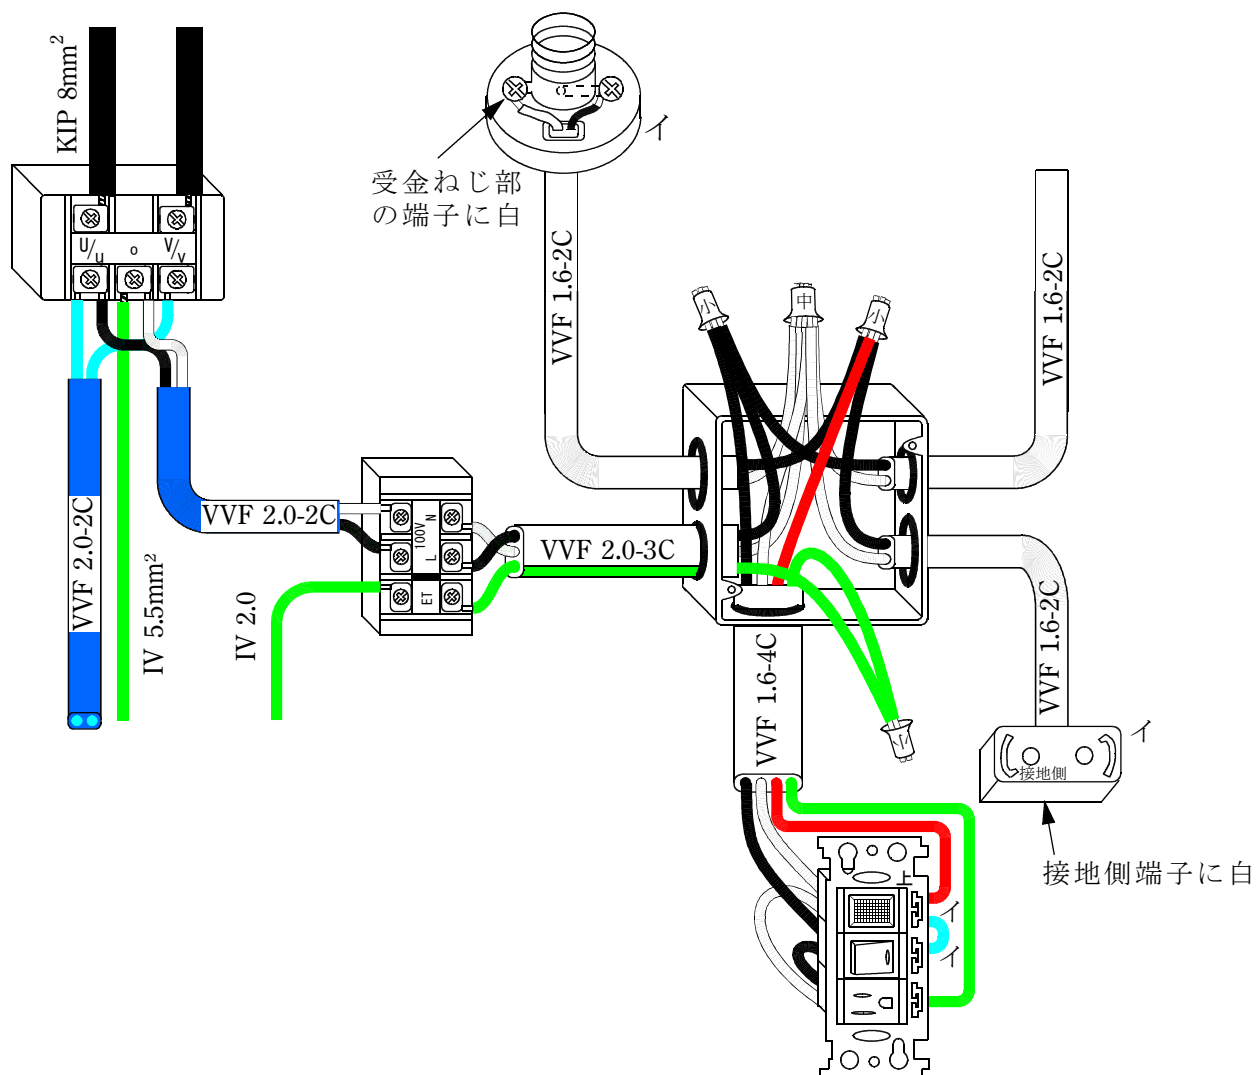 KIP 8mm²
イ
受金ねじ部
の端子に白
U/u
o
V/v
VVF 1.6-2C
VVF 1.6-2C
小
中
小
VVF 2.0-2C
100V
N
L
ET
VVF 2.0-3C
VVF 2.0-2C
IV 5.5mm²
IV 2.0
VVF 1.6-4C
VVF 1.6-2C
小
イ
接地側
接地側端子に白
上
イ
イ